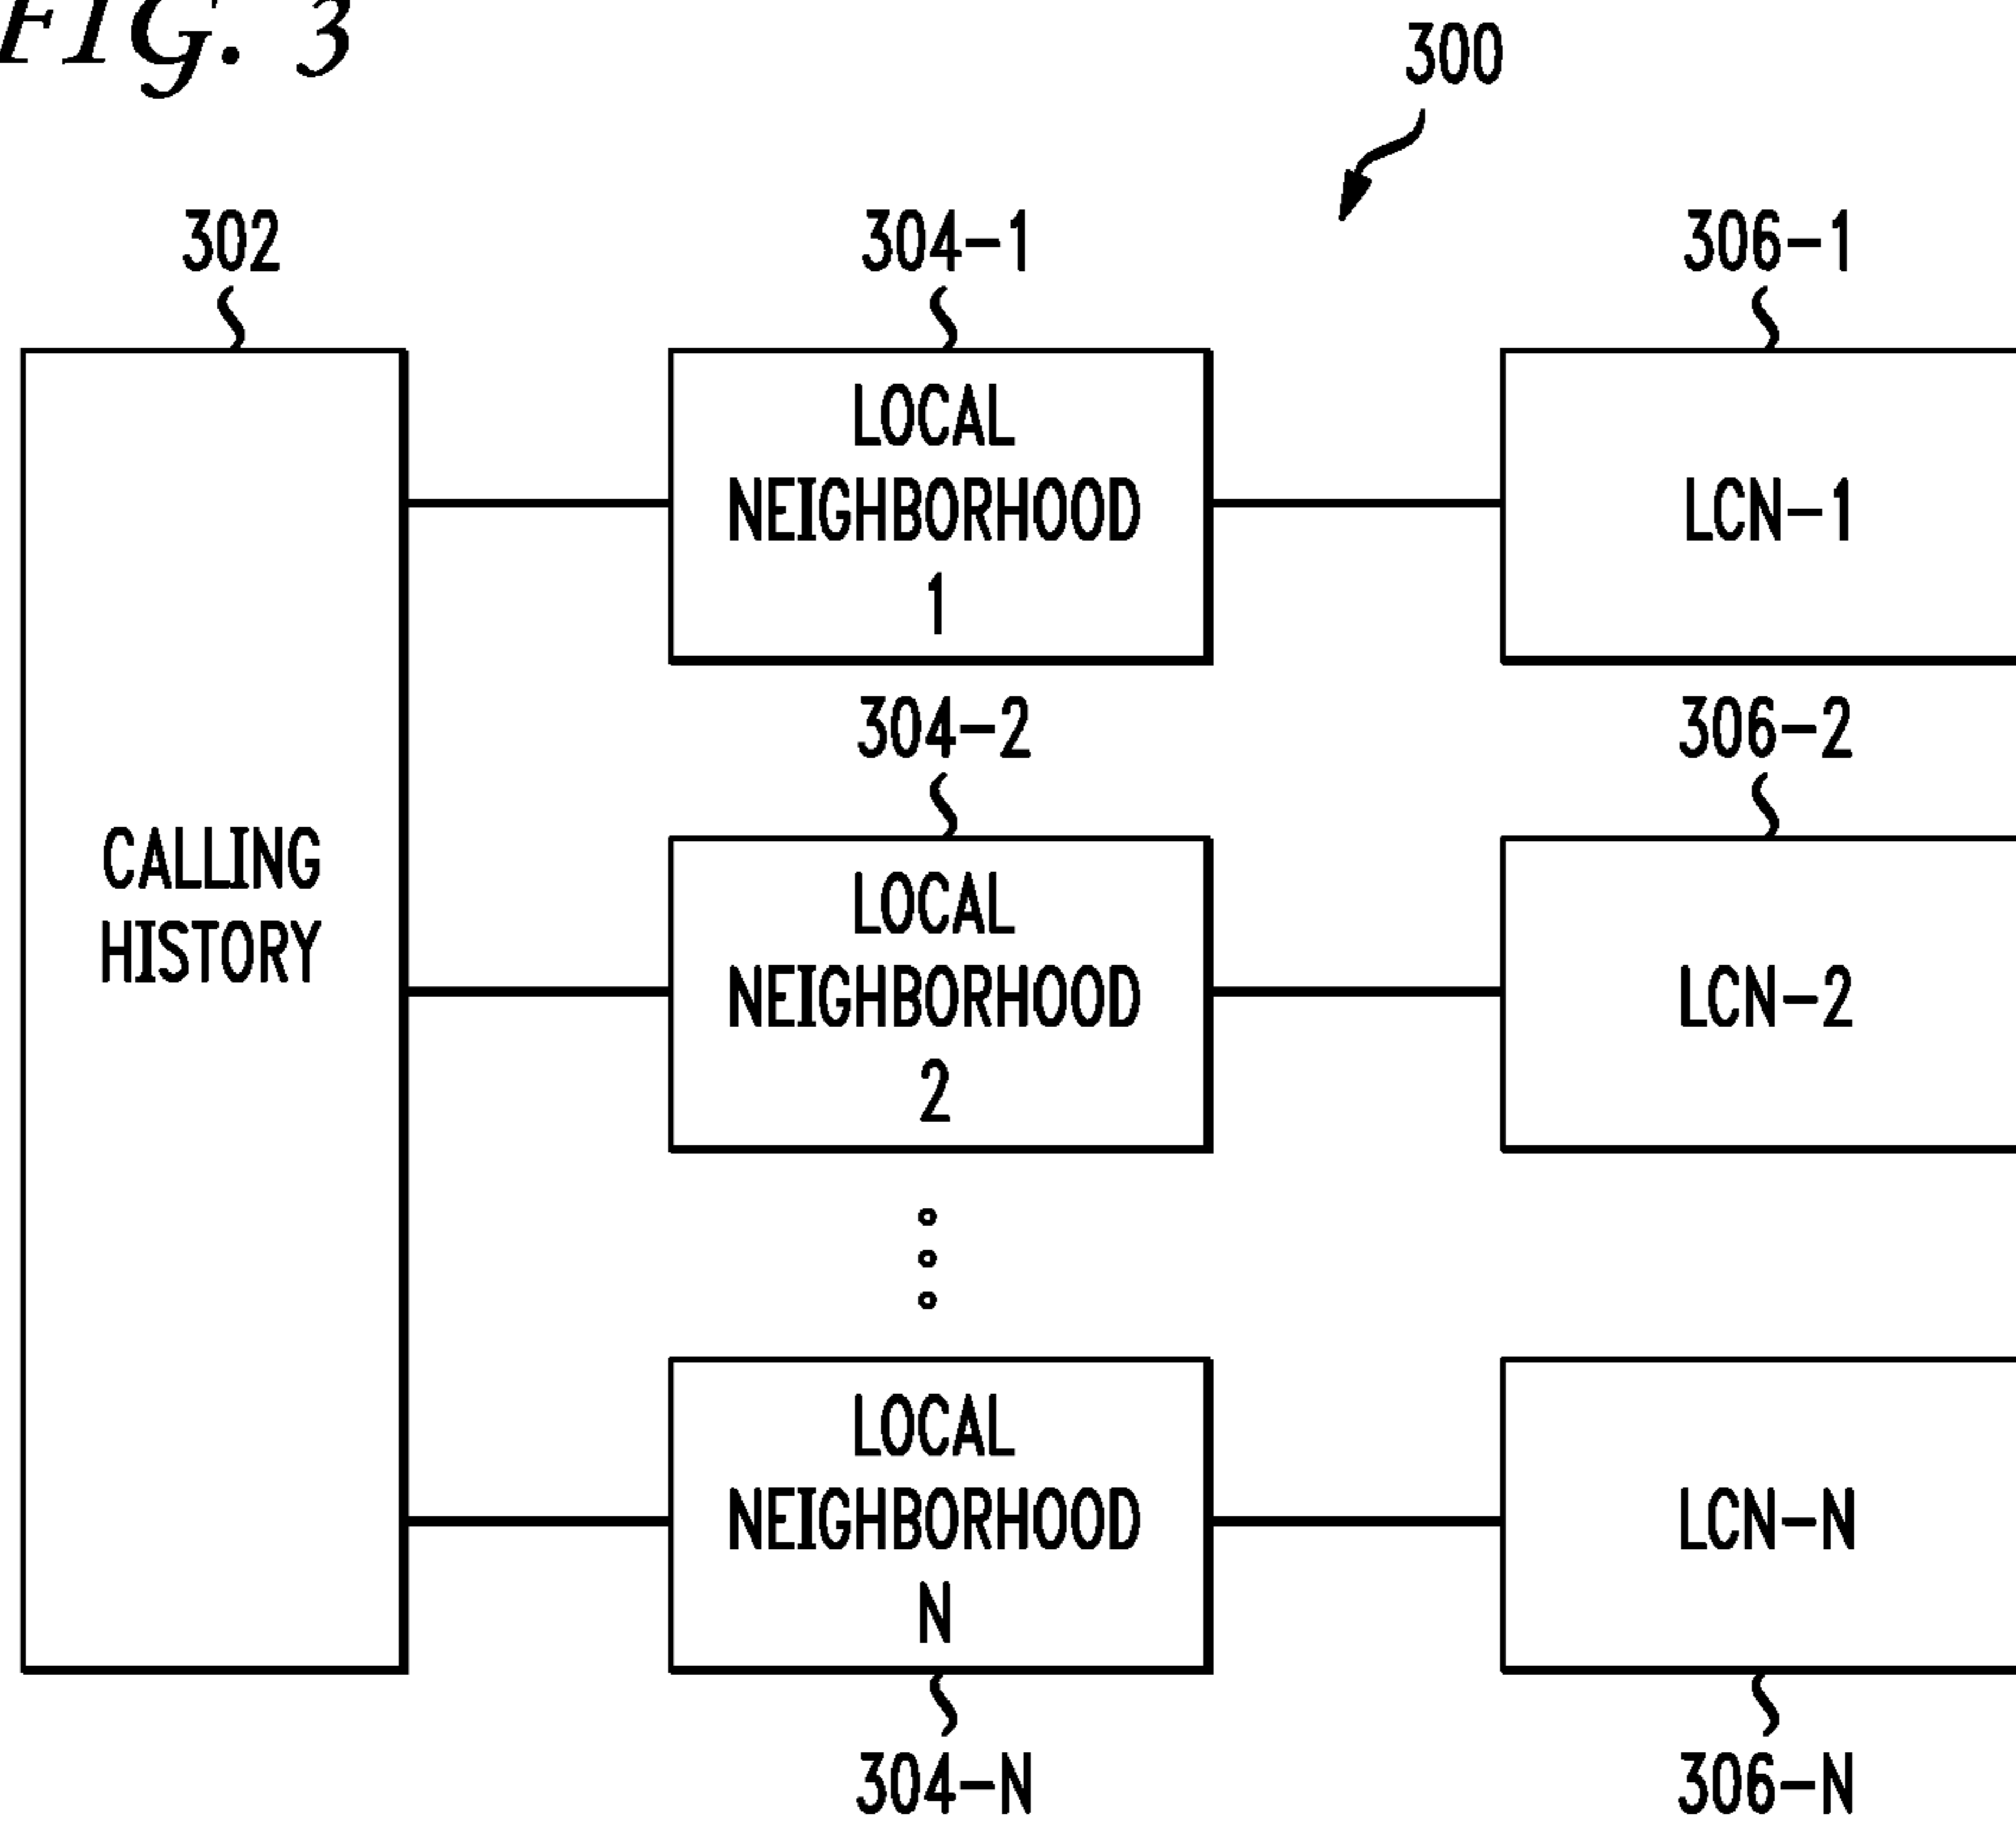 FIG. 3
300
302
304-1
306-1
LOCAL
NEIGHBORHOOD
1
LCN-1
304-2
306-2
CALLING
HISTORY
LOCAL
NEIGHBORHOOD
2
LCN-2
LOCAL
NEIGHBORHOOD
N
LCN-N
304-N
306-N